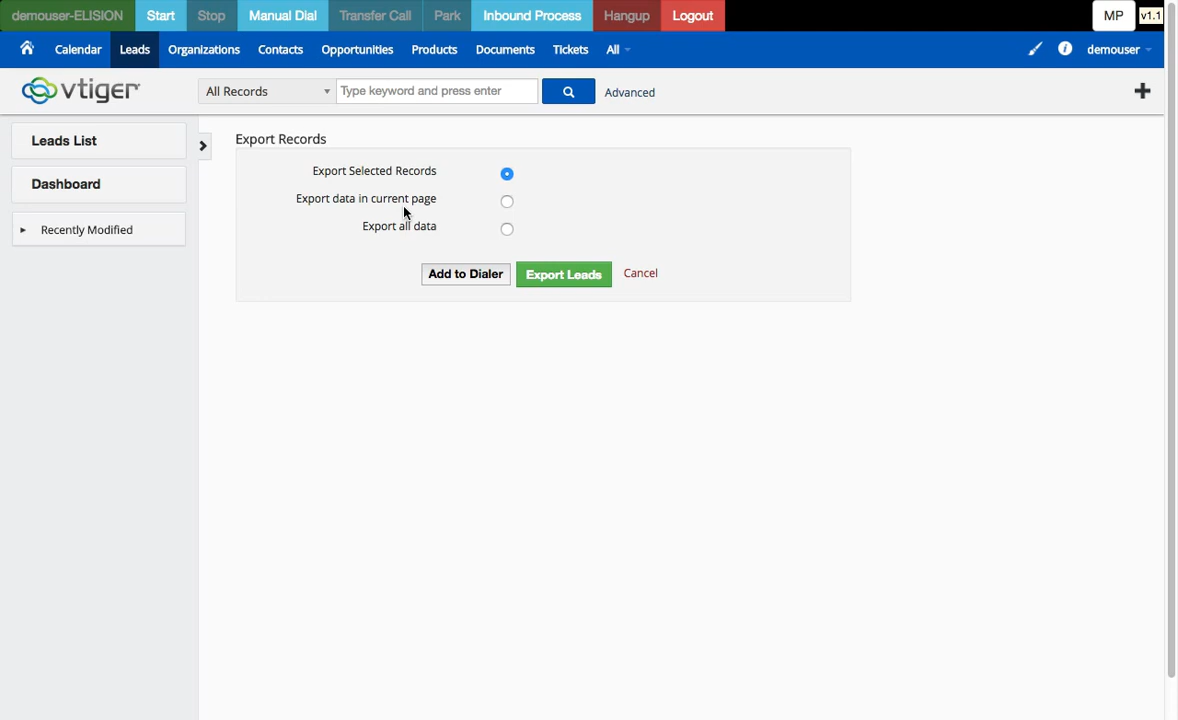 demouser-ELISION Start Stop Manual Dial Transfer Call Park Inbound Process Hangup Logout MP v1.1
Calendar Leads Organizations Contacts Opportunities Products Documents Tickets All demouser
vtiger All Records Type keyword and press enter Advanced
Leads List
Dashboard
Recently Modified
Export Records
Export Selected Records
Export data in current page
Export all data
Add to Dialer Export Leads Cancel